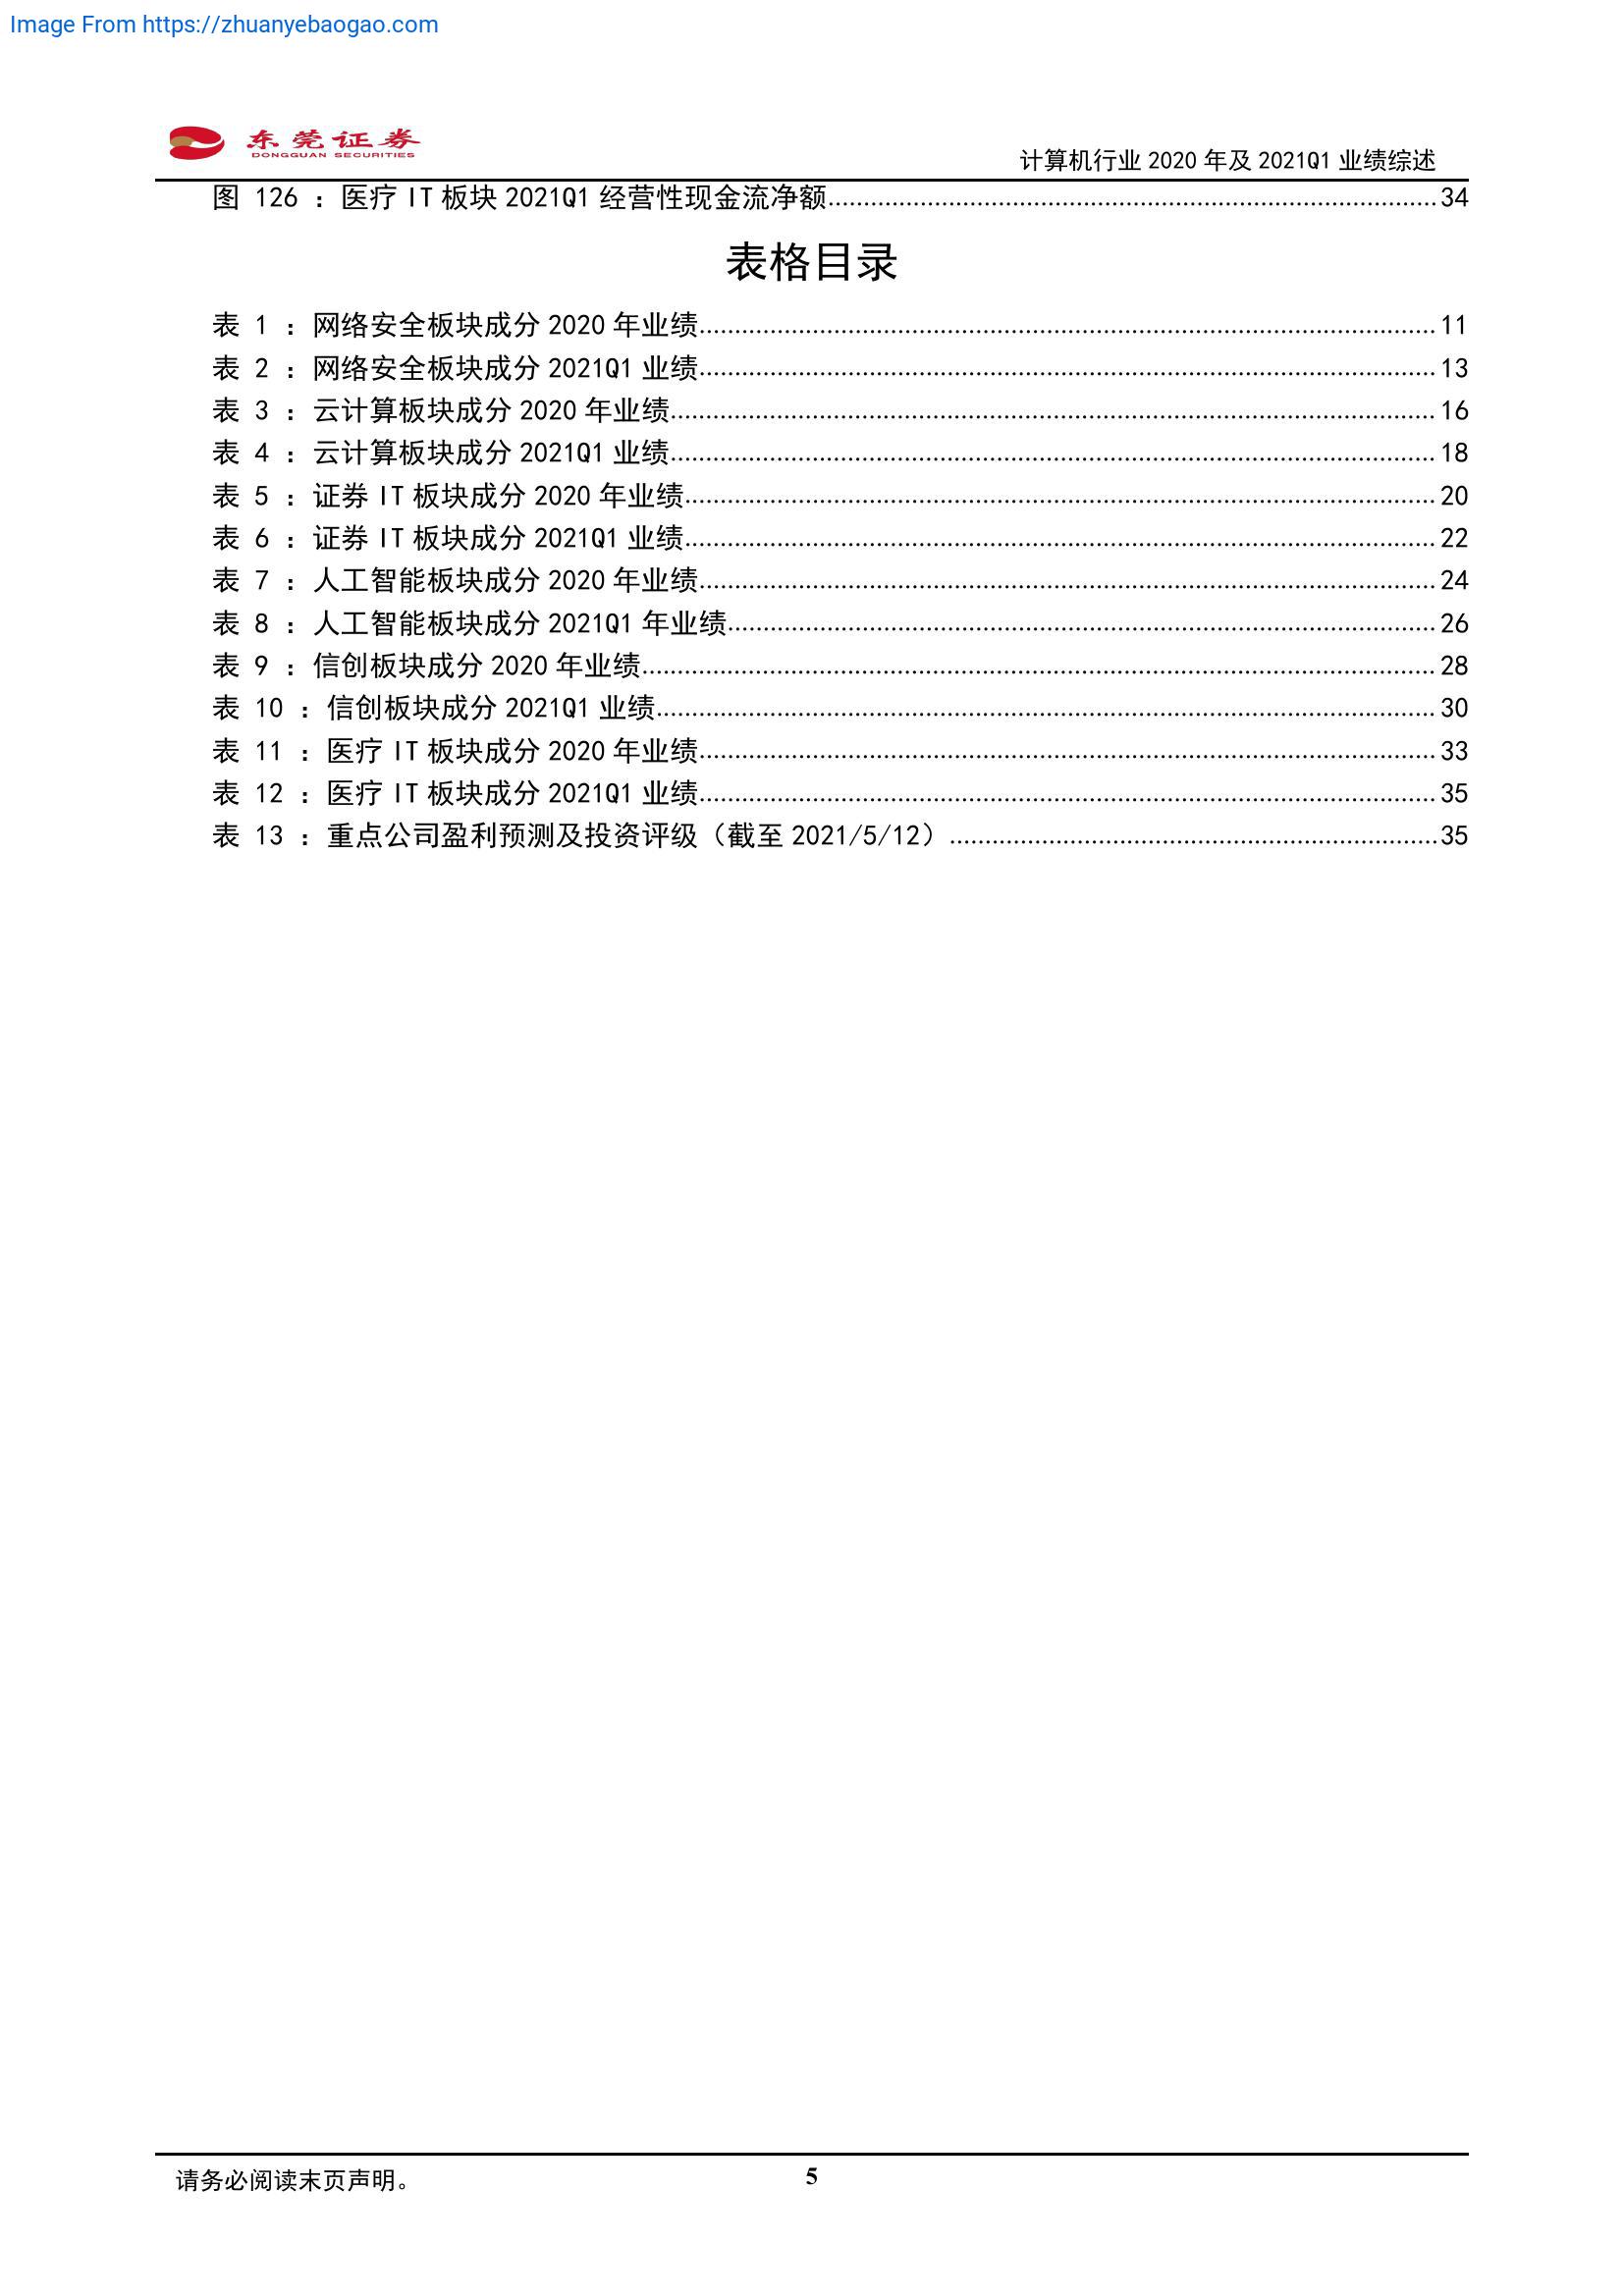 Image From https://zhuanyebaogao.com
东莞证券
DONGGUAN SECURITIES
计算机行业 2020 年及 2021Q1 业绩综述
图 126 ：医疗 IT 板块 2021Q1 经营性现金流净额 34
表格目录
表 1 ：网络安全板块成分 2020 年业绩 11
表 2 ：网络安全板块成分 2021Q1 业绩 13
表 3 ：云计算板块成分 2020 年业绩 16
表 4 ：云计算板块成分 2021Q1 业绩 18
表 5 ：证券 IT 板块成分 2020 年业绩 20
表 6 ：证券 IT 板块成分 2021Q1 业绩 22
表 7 ：人工智能板块成分 2020 年业绩 24
表 8 ：人工智能板块成分 2021Q1 年业绩 26
表 9 ：信创板块成分 2020 年业绩 28
表 10 ：信创板块成分 2021Q1 业绩 30
表 11 ：医疗 IT 板块成分 2020 年业绩 33
表 12 ：医疗 IT 板块成分 2021Q1 业绩 35
表 13 ：重点公司盈利预测及投资评级（截至 2021/5/12） 35
请务必阅读末页声明。
5